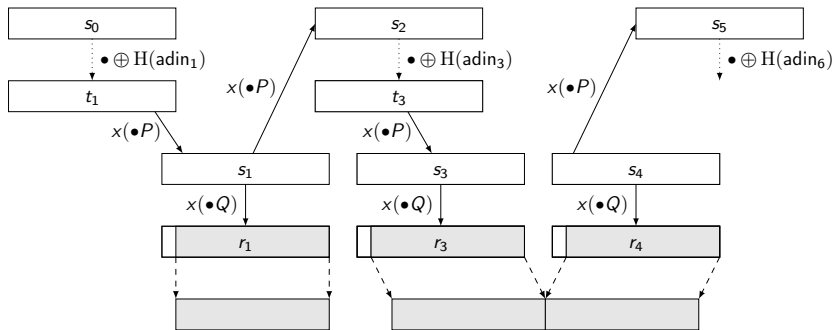 s₀ s₂ s₅
• ⊕ H(adin₁) • ⊕ H(adin₃) • ⊕ H(adin₆)
x(•P) x(•P)
t₁ t₃
x(•P) x(•P)
s₁ s₃ s₄
x(•Q) x(•Q) x(•Q)
r₁ r₃ r₄